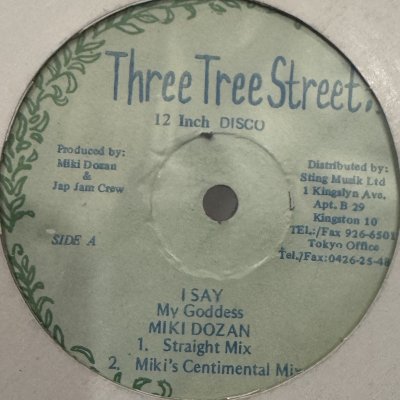 Three Tree Street..
12 Inch DISCO
Produced by:
Miki Dozan
&
Jap Jam Crew
Distributed by:
Sting Muzik Ltd
1 Kingslyn Ave,
Apt. B 29
Kingston 10
TEL.:/Fax 926-6501
Tokyo Office
Tel./Fax:0426-25-48
SIDE A
I SAY
My Goddess
MIKI DOZAN
1. Straight Mix
2. Miki's Centimental Mix